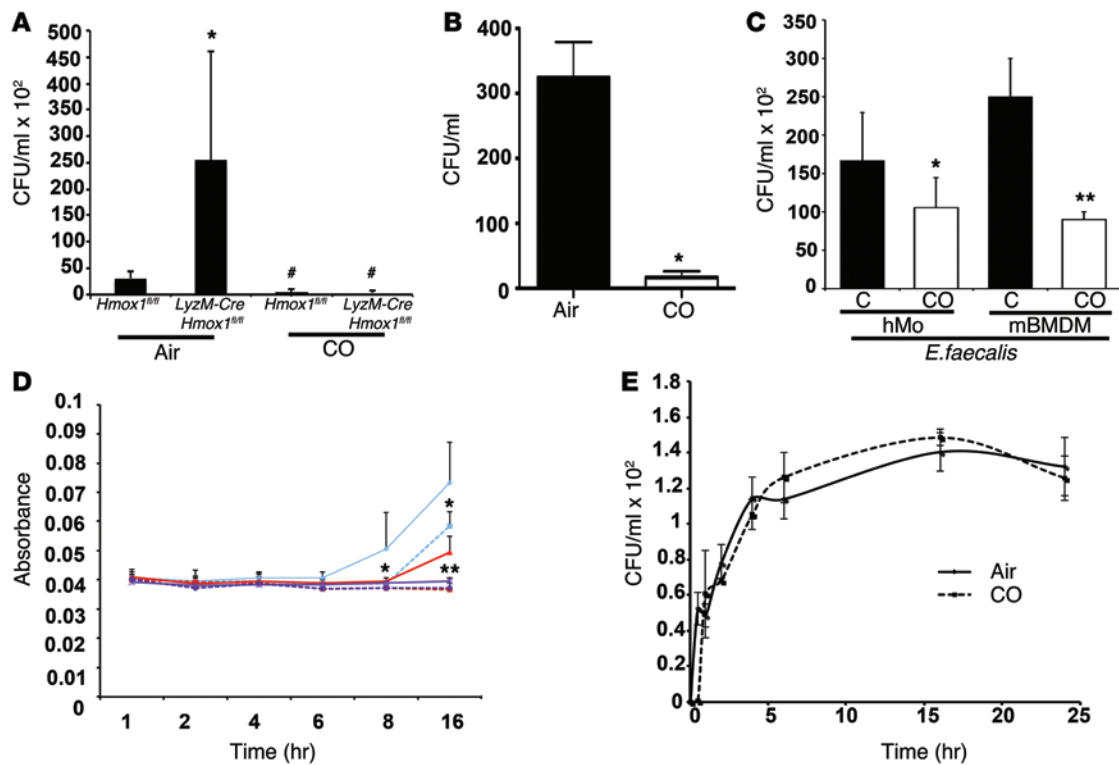 A
CFU/ml x 10²
500
450
400
350
300
250
200
150
100
50
0
*
#
#
Hmox1fl/fl
LyzM-Cre
Hmox1fl/fl
Hmox1fl/fl
LyzM-Cre
Hmox1fl/fl
Air
CO
B
CFU/ml
400
300
200
100
0
*
Air
CO
C
CFU/ml x 10²
350
300
250
200
150
100
50
0
*
**
C
CO
C
CO
hMo
mBMDM
E.faecalis
D
Absorbance
0.1
0.09
0.08
0.07
0.06
0.05
0.04
0.03
0.02
0.01
0
*
*
**
1
2
4
6
8
16
Time (hr)
E
CFU/ml x 10²
1.8
1.6
1.4
1.2
1
0.8
0.6
0.4
0.2
0
Air
CO
0
5
10
15
20
25
Time (hr)